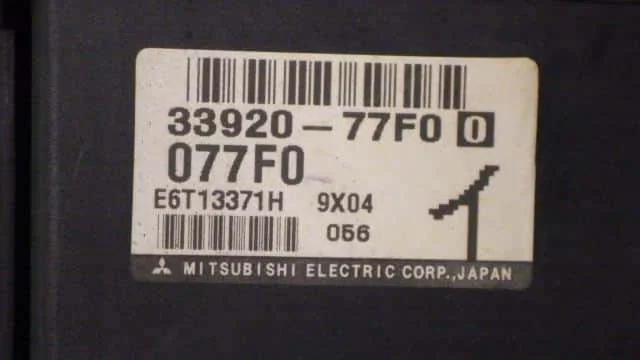 33920-77F0 0
077F0
E6T13371H 9X04
056
MITSUBISHI ELECTRIC CORP.,JAPAN